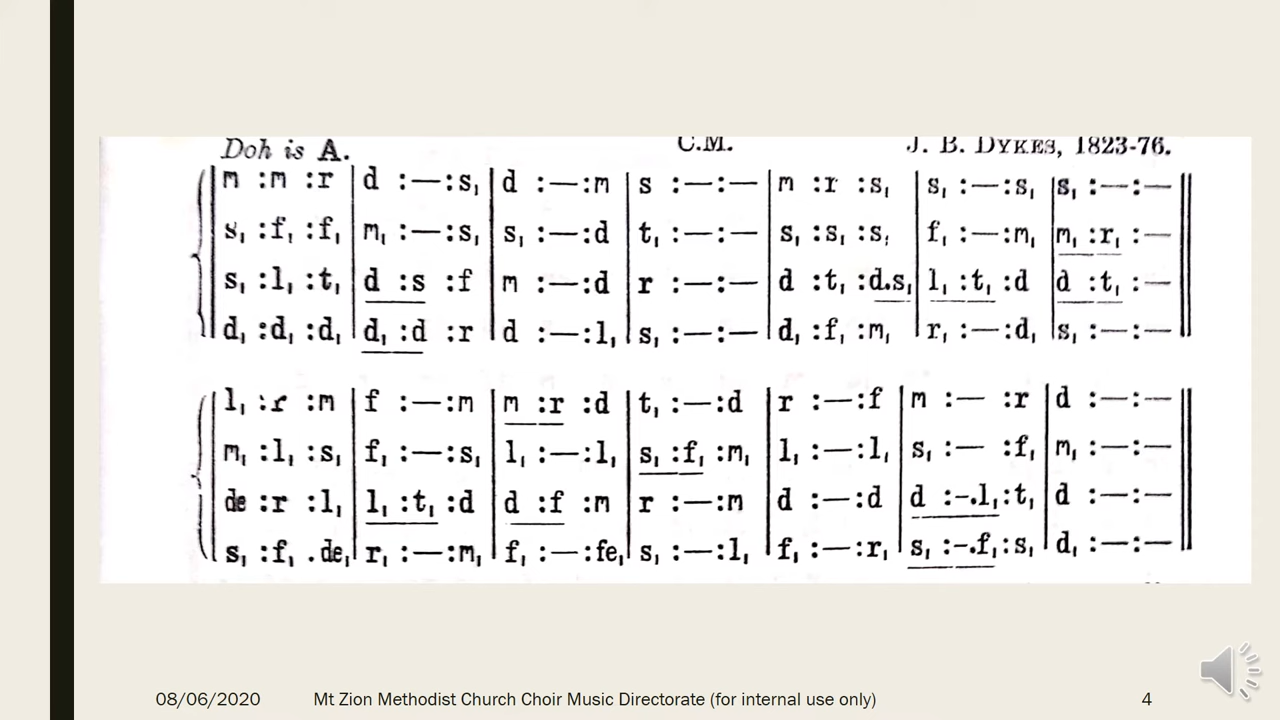 Doh is A. C.M. J. B. DYKES, 1823-76.
m :m :r | d :—:s, | d :—:m | s :—:— | m :r :s, | s, :—:s, | s, :—:— ||
s, :f, :f, | m, :—:s, | s, :—:d | t, :—:— | s, :s, :s, | f, :—:m, | m, :r, :— ||
s, :l, :t, | d :s :f | m :—:d | r :—:— | d :t, :d.s, | l, :t, :d | d :t, :— ||
d, :d, :d, | d, :d :r | d :—:l, | s, :—:— | d, :f, :m, | r, :—:d, | s, :—:— ||
l, :r :m | f :—:m | m :r :d | t, :—:d | r :—:f | m :— :r | d :—:— ||
m, :l, :s, | f, :—:s, | l, :—:l, | s, :f, :m, | l, :—:l, | s, :— :f, | m, :—:— ||
de :r :l, | l, :t, :d | d :f :m | r :—:m | d :—:d | d :-.l, :t, | d :—:— ||
s, :f, .de, | r, :—:m, | f, :—:fe, | s, :—:l, | f, :—:r, | s, :-.f, :s, | d, :—:— ||
08/06/2020 Mt Zion Methodist Church Choir Music Directorate (for internal use only) 4